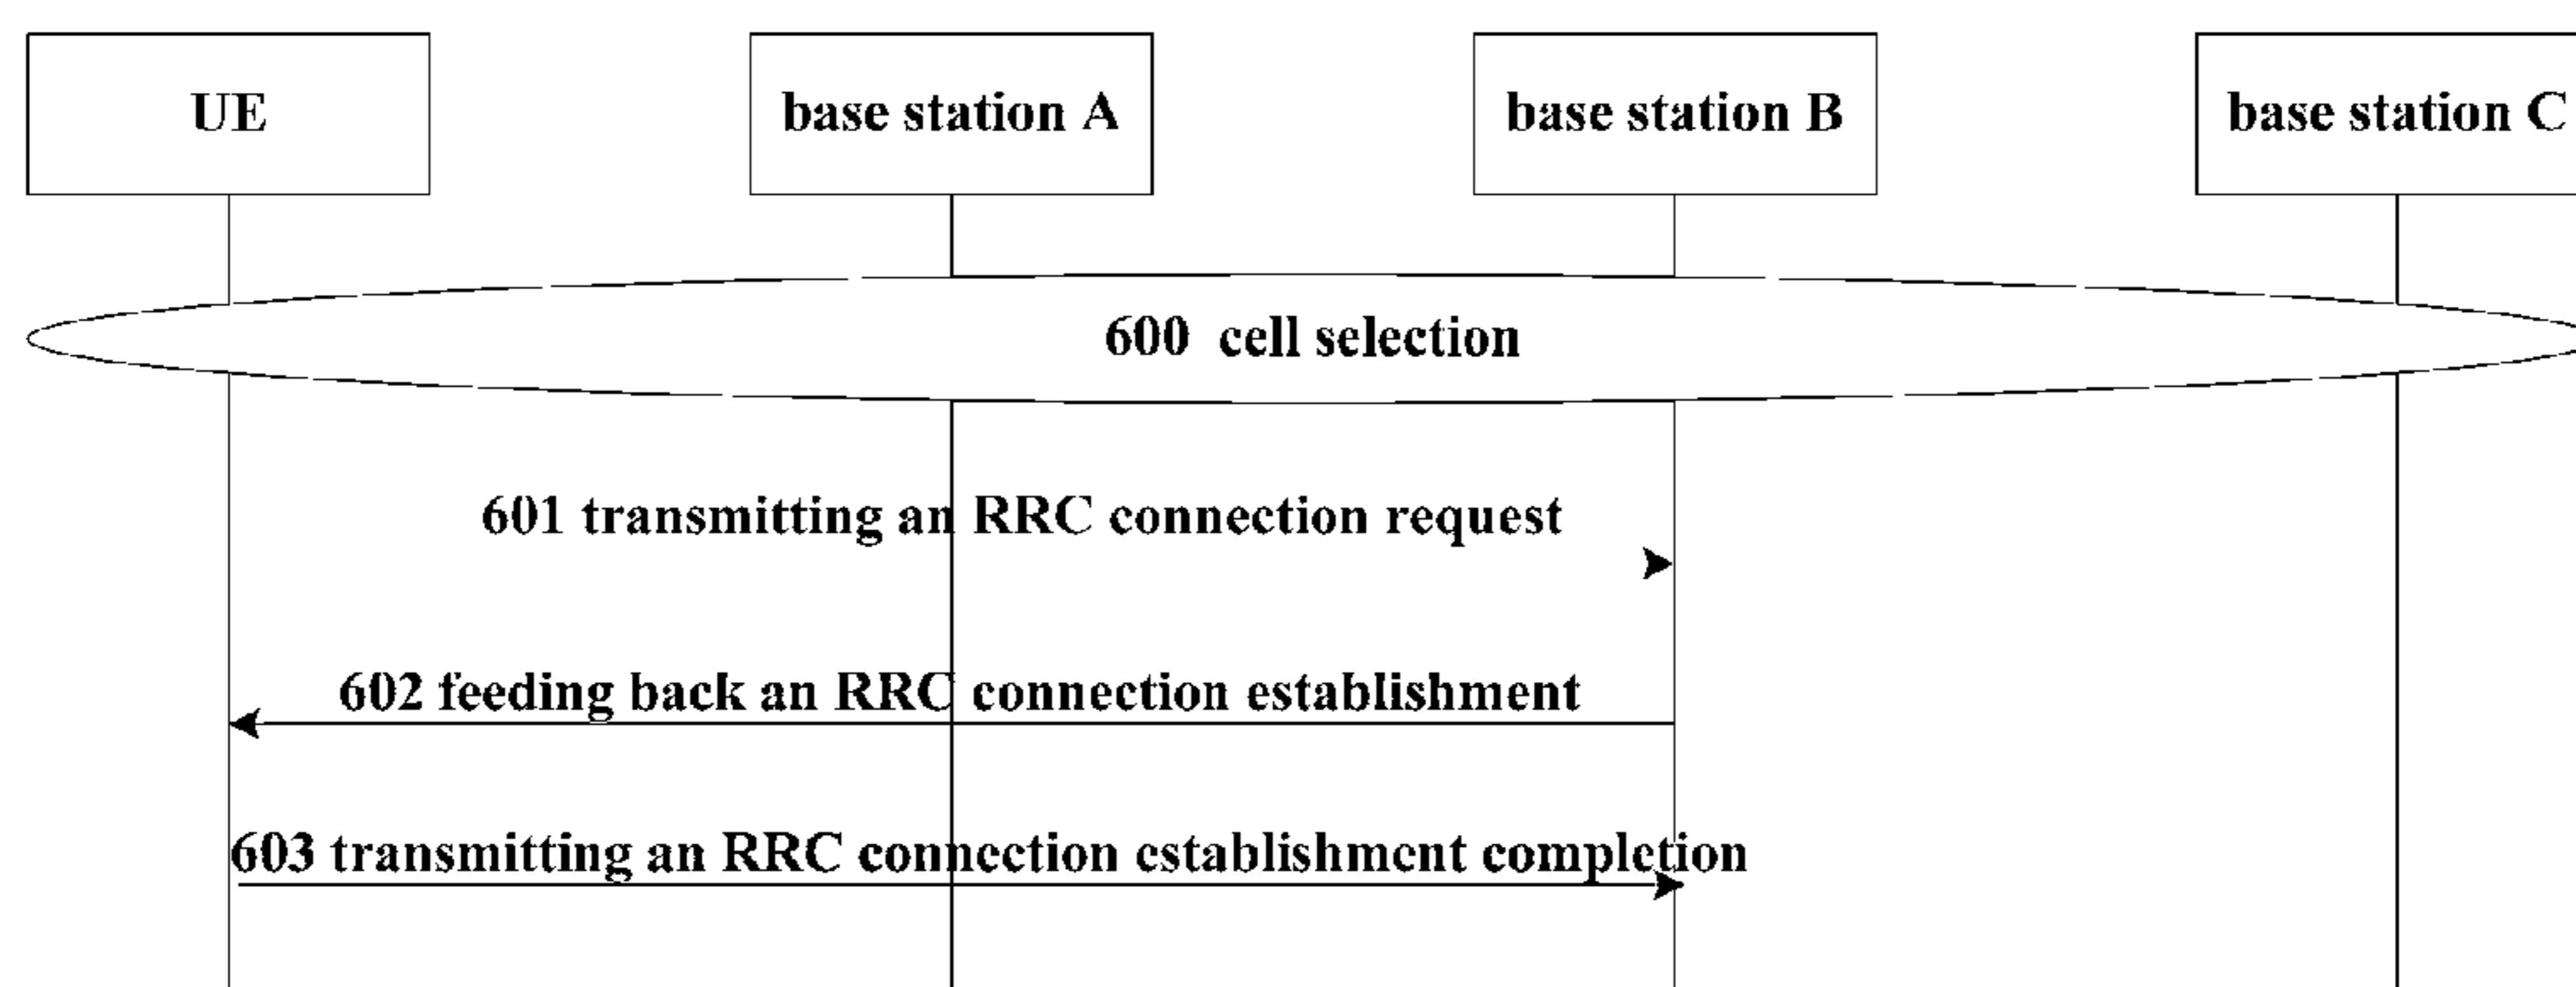 UE
base station A
base station B
base station C
600 cell selection
601 transmitting an RRC connection request
602 feeding back an RRC connection establishment
603 transmitting an RRC connection establishment completion